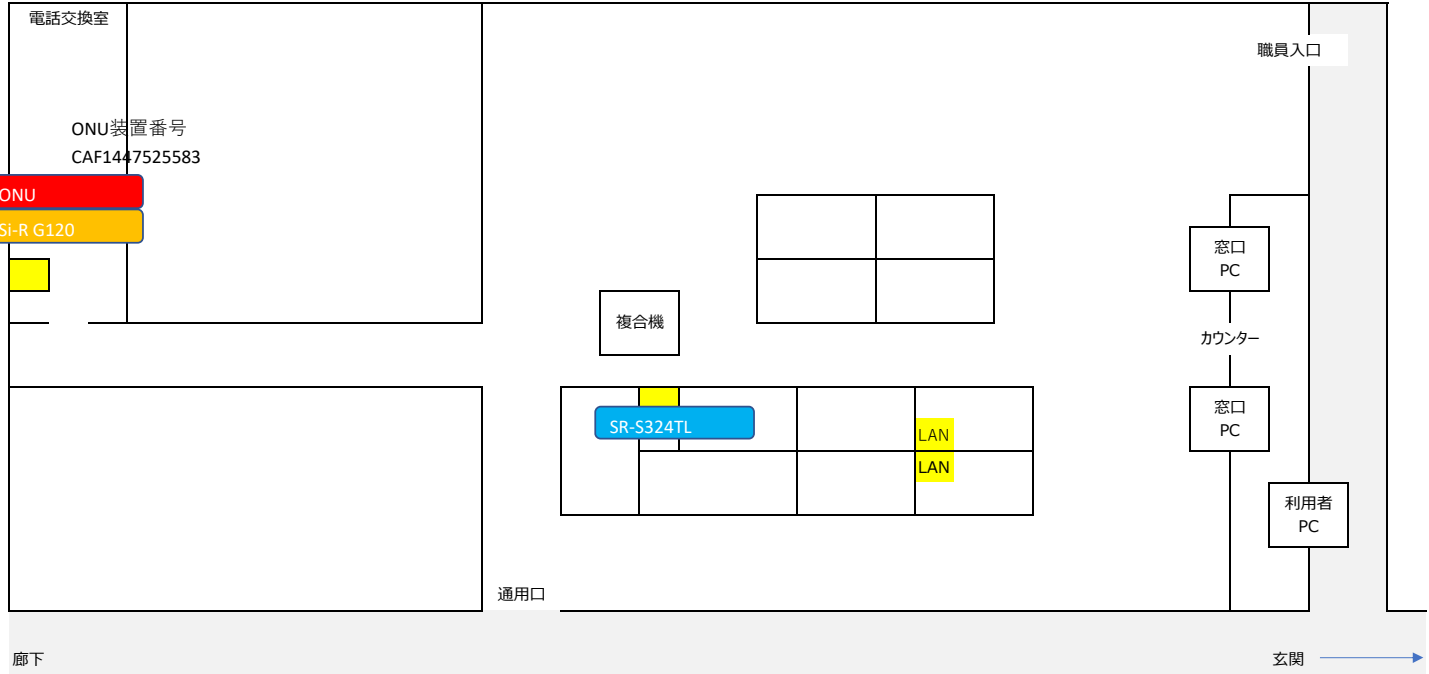 電話交換室
職員入口
ONU装置番号
CAF1447525583
ONU
Si-R G120
窓口
PC
複合機
カウンター
窓口
PC
SR-S324TL
LAN
LAN
利用者
PC
通用口
廊下
玄関